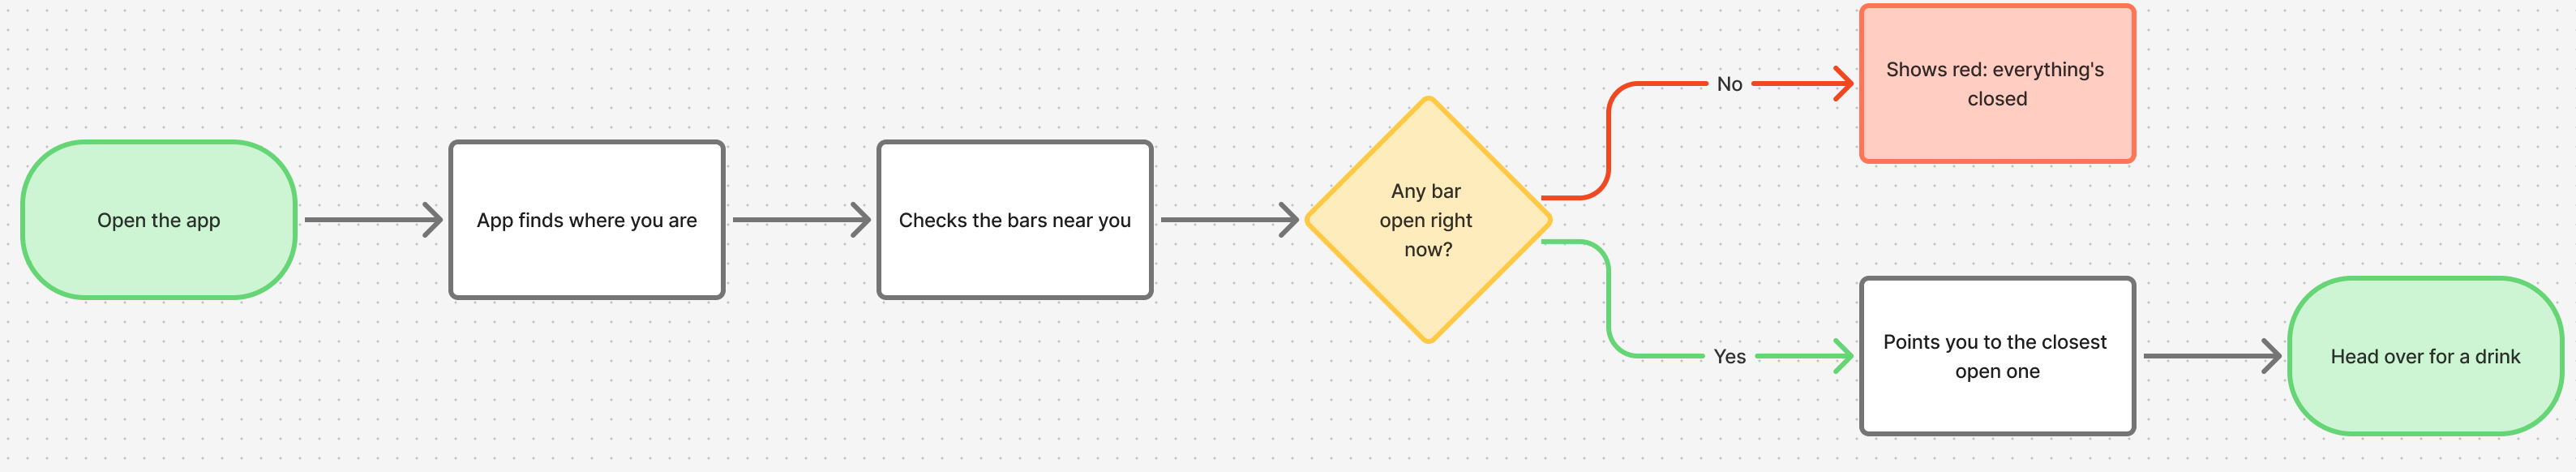 Open the app
App finds where you are
Checks the bars near you
Any bar
open right
now?
No
Shows red: everything's
closed
Yes
Points you to the closest
open one
Head over for a drink